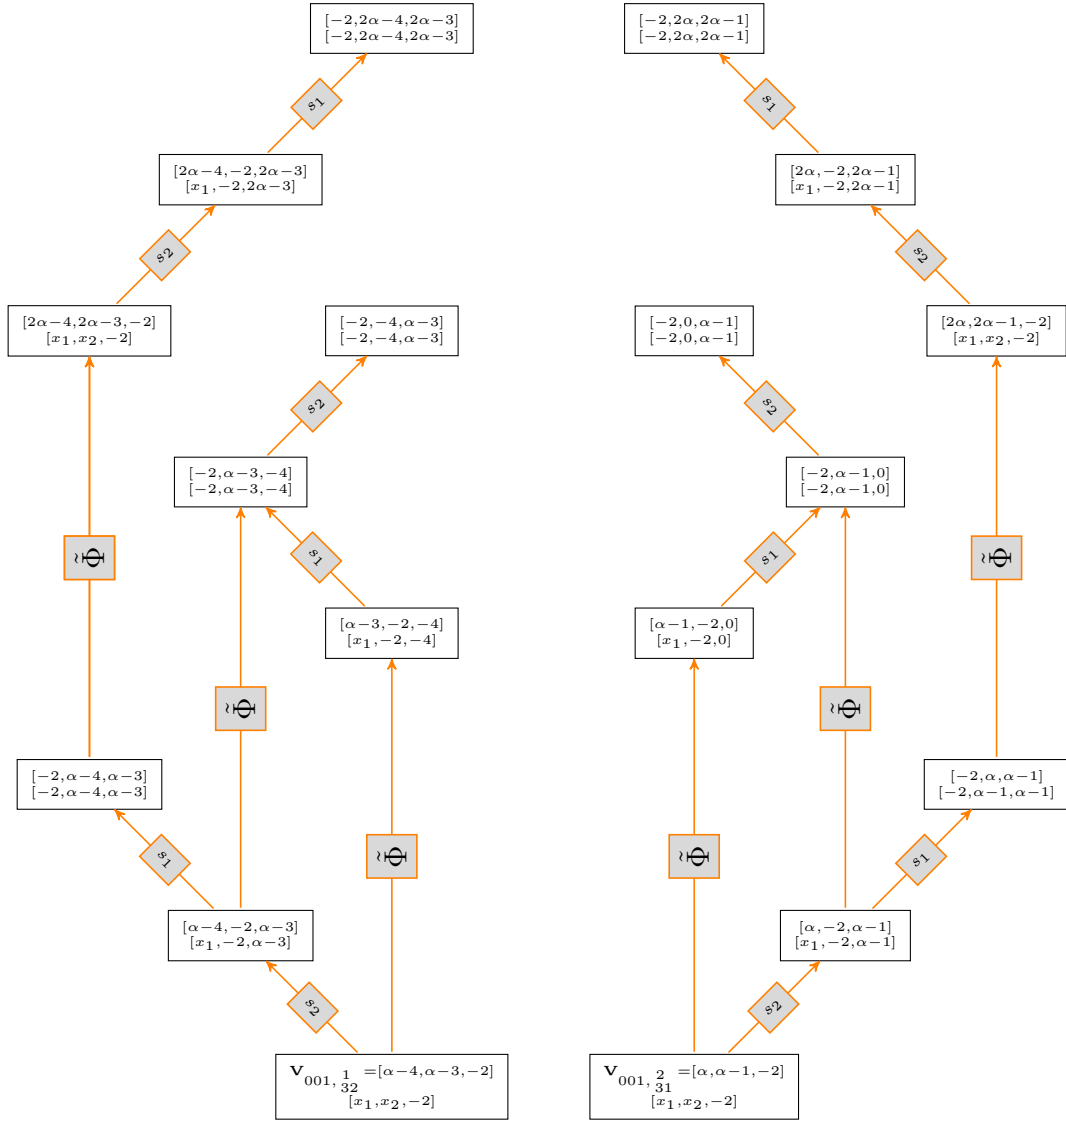 [−2,2α−4,2α−3]
[−2,2α−4,2α−3]
[−2,2α,2α−1]
[−2,2α,2α−1]
s1
s1
[2α−4,−2,2α−3]
[x1,−2,2α−3]
[2α,−2,2α−1]
[x1,−2,2α−1]
s2
s2
[2α−4,2α−3,−2]
[x1,x2,−2]
[−2,−4,α−3]
[−2,−4,α−3]
[−2,0,α−1]
[−2,0,α−1]
[2α,2α−1,−2]
[x1,x2,−2]
s2
s2
[−2,α−3,−4]
[−2,α−3,−4]
[−2,α−1,0]
[−2,α−1,0]
Φ̃
s1
s1
Φ̃
[α−3,−2,−4]
[x1,−2,−4]
[α−1,−2,0]
[x1,−2,0]
Φ̃
Φ̃
[−2,α−4,α−3]
[−2,α−4,α−3]
[−2,α,α−1]
[−2,α−1,α−1]
s1
Φ̃
Φ̃
s1
[α−4,−2,α−3]
[x1,−2,α−3]
[α,−2,α−1]
[x1,−2,α−1]
s2
s2
V001, 1 32 =[α−4,α−3,−2]
[x1,x2,−2]
V001, 2 31 =[α,α−1,−2]
[x1,x2,−2]